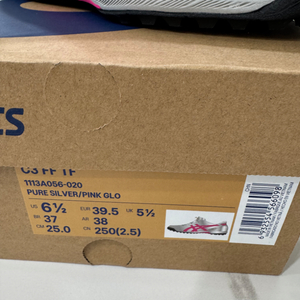 CS
C3 FF TF
1113A056-020
PURE SILVER/PINK GLO
US 6½ EUR 39.5 UK 5½
BR 37 AR 38
CM 25.0 CN 250(2.5)